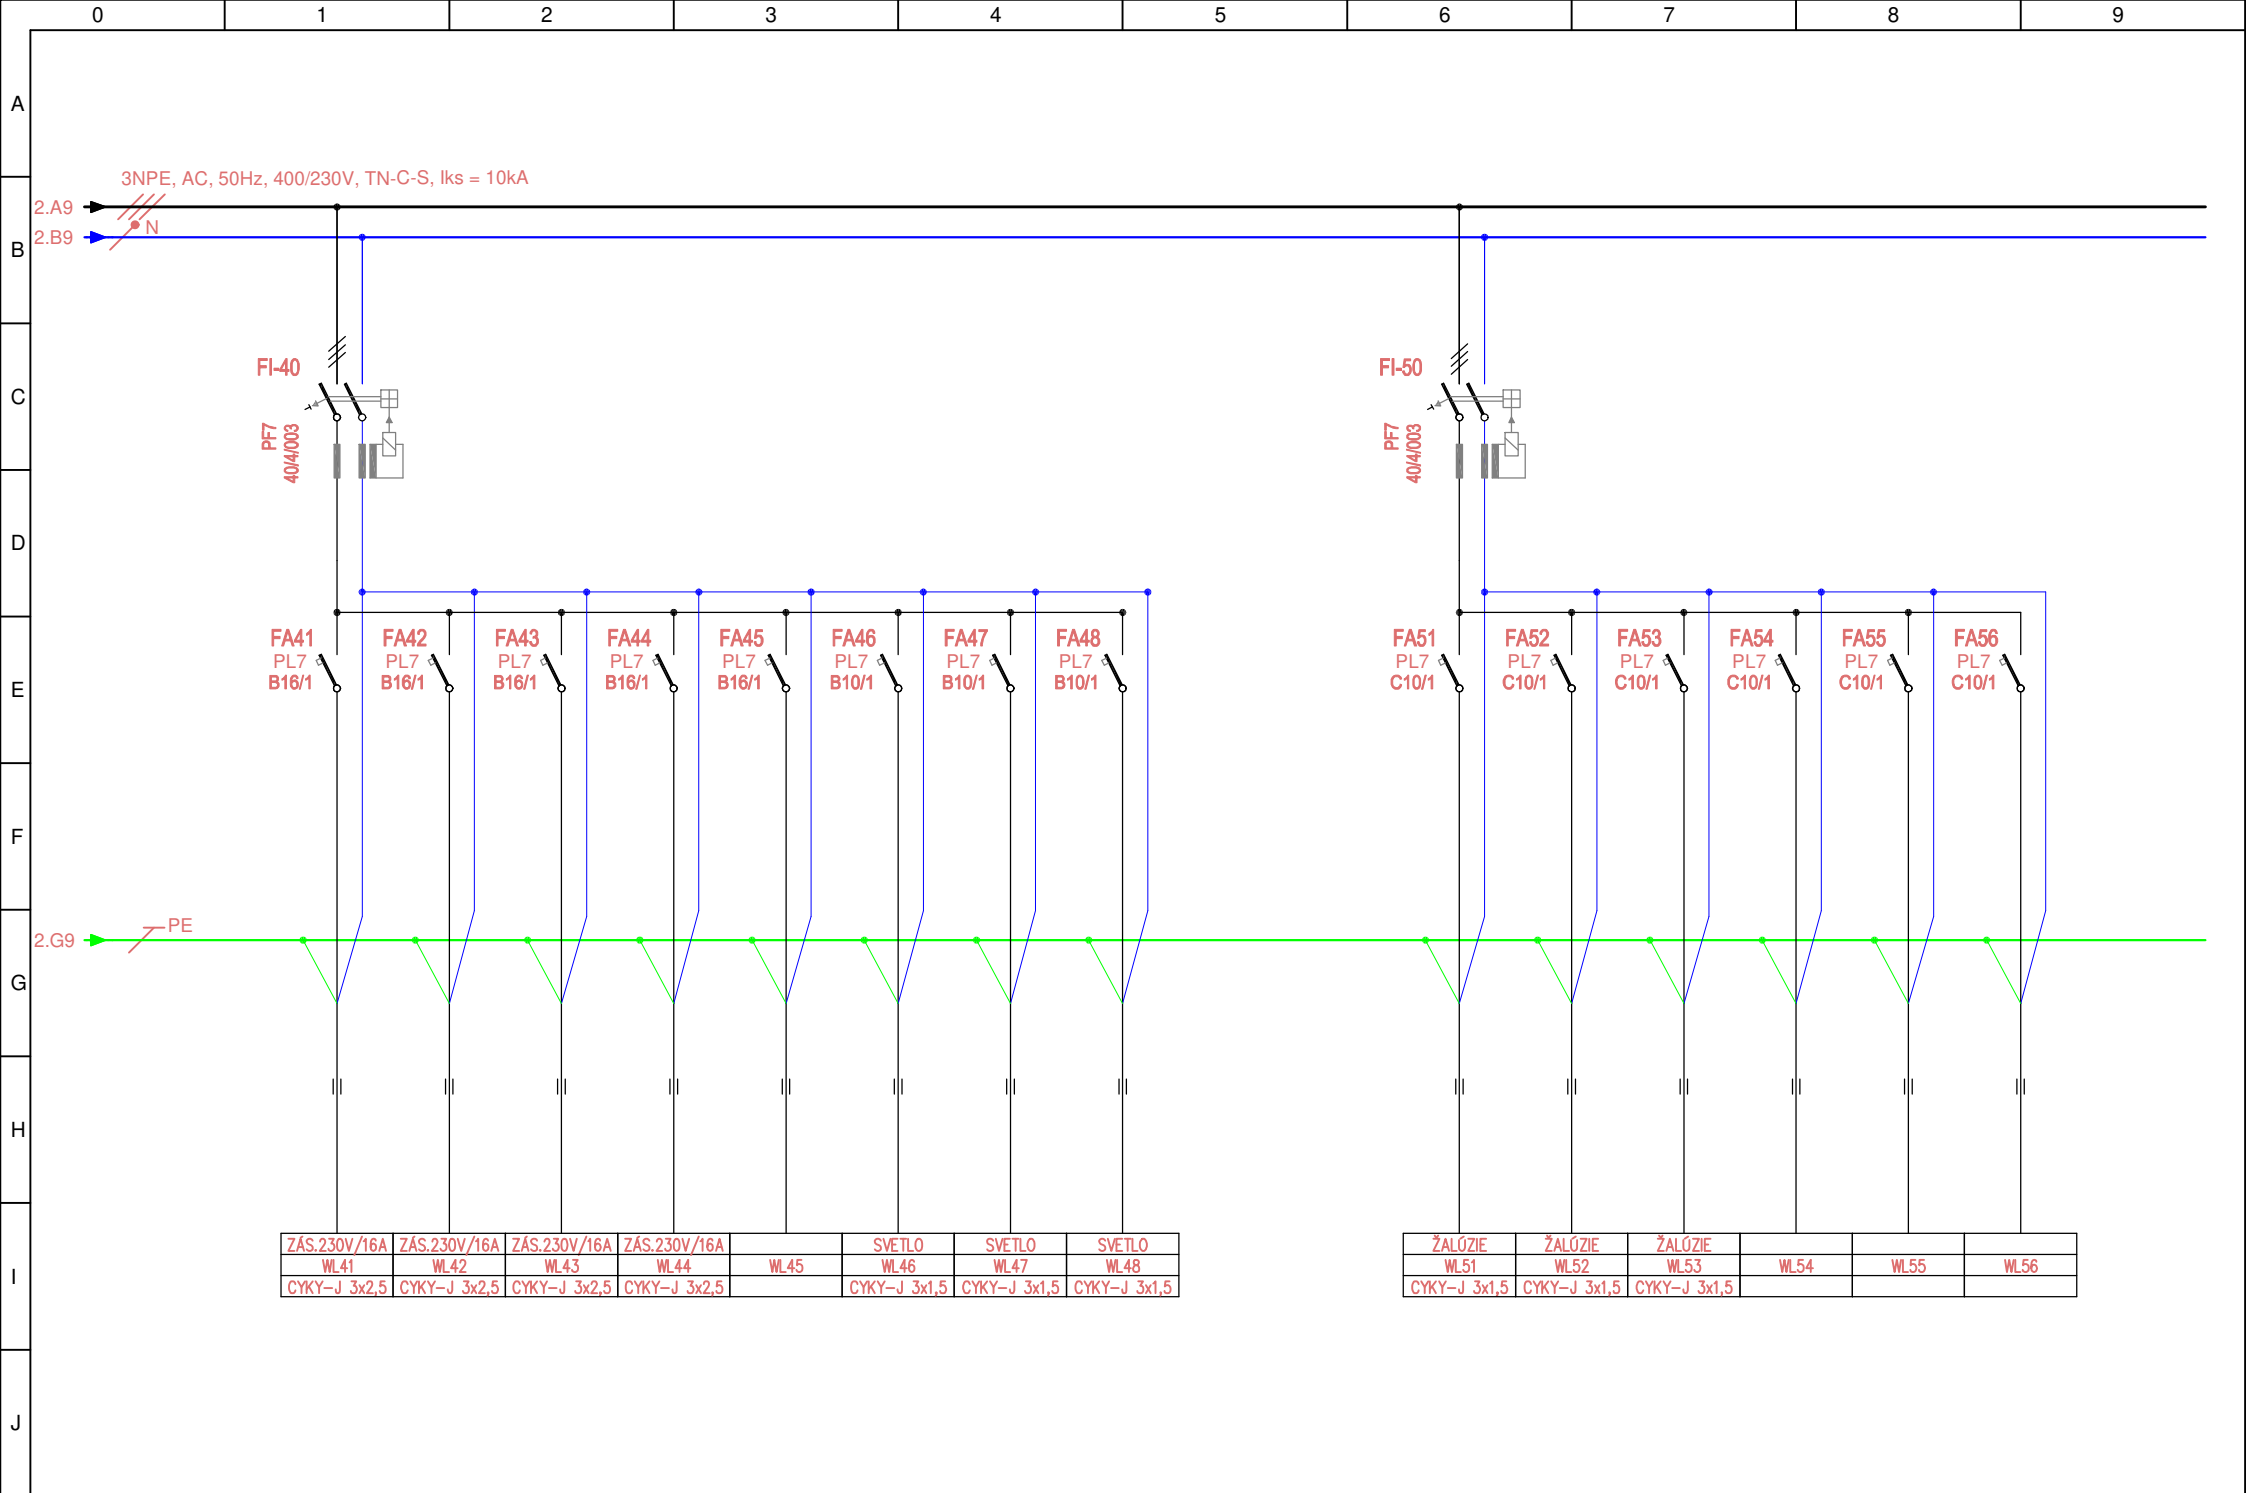 0 1 2 3 4 5 6 7 8 9
A
3NPE, AC, 50Hz, 400/230V, TN-C-S, Iks = 10kA
2.A9
N
2.B9
B
FI-40 FI-50
C
PF7 PF7
40/4/003 40/4/003
D
FA41 FA42 FA43 FA44 FA45 FA46 FA47 FA48 FA51 FA52 FA53 FA54 FA55 FA56
PL7 PL7 PL7 PL7 PL7 PL7 PL7 PL7 PL7 PL7 PL7 PL7 PL7 PL7
B16/1 B16/1 B16/1 B16/1 B16/1 B10/1 B10/1 B10/1 C10/1 C10/1 C10/1 C10/1 C10/1 C10/1
E
F
PE
2.G9
G
H
ZÁS.230V/16A ZÁS.230V/16A ZÁS.230V/16A ZÁS.230V/16A SVETLO SVETLO SVETLO ŽALÚZIE ŽALÚZIE ŽALÚZIE
WL41 WL42 WL43 WL44 WL45 WL46 WL47 WL48 WL51 WL52 WL53 WL54 WL55 WL56
I
CYKY-J 3x2,5 CYKY-J 3x2,5 CYKY-J 3x2,5 CYKY-J 3x2,5 CYKY-J 3x1,5 CYKY-J 3x1,5 CYKY-J 3x1,5 CYKY-J 3x1,5 CYKY-J 3x1,5 CYKY-J 3x1,5
J